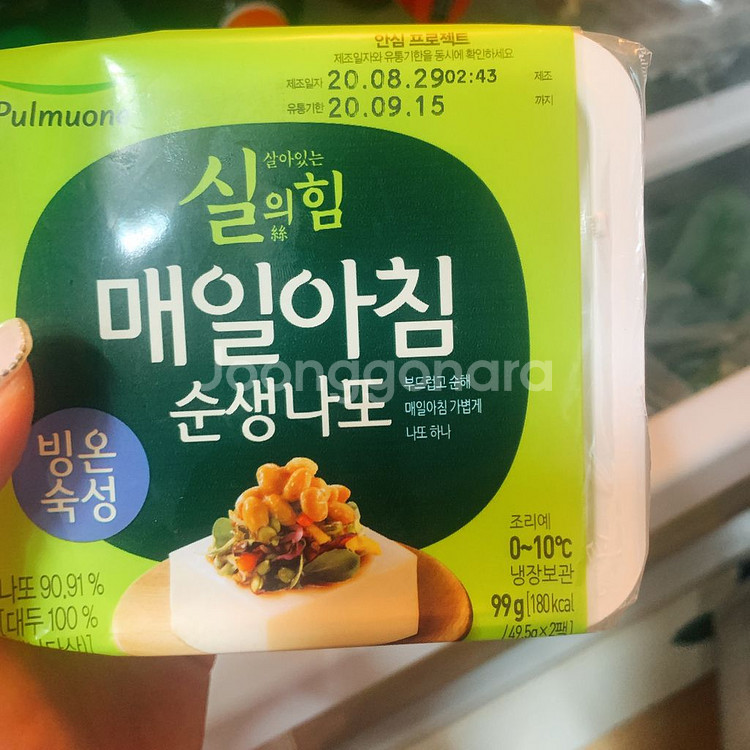 안심 프로젝트
제조일자와 유통기한을 동시에 확인하세요
제조일자 20.08.29 02:43 제조
유통기한 20.09.15 까지
Pulmuone
살아있는
실의힘
絲
매일아침
순생나또
부드럽고 순해
매일아침 가볍게
나또 하나
Joonggonara
빙온
숙성
조리예
0~10℃
냉장보관
99g [180kcal
/49.5g×2팩]
나또 90.91 %
[대두 100 %